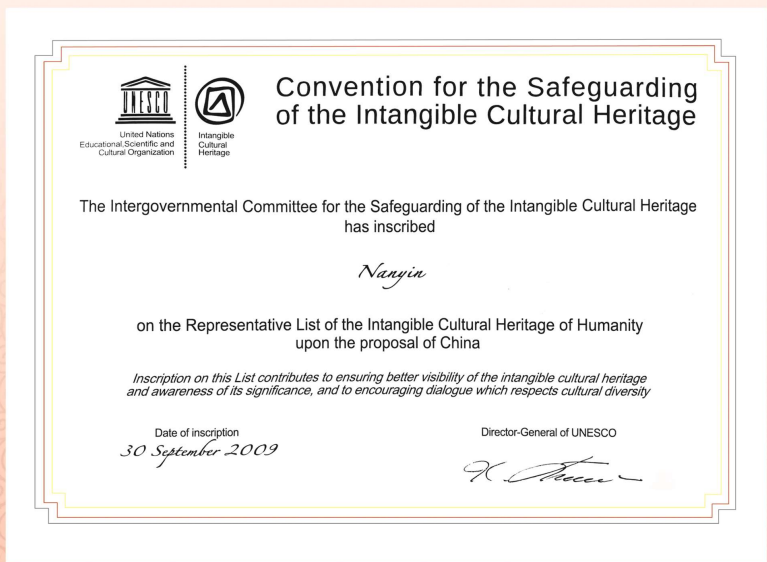 UNESCO
United Nations
Educational, Scientific and
Cultural Organization
Intangible
Cultural
Heritage
Convention for the Safeguarding
of the Intangible Cultural Heritage
The Intergovernmental Committee for the Safeguarding of the Intangible Cultural Heritage
has inscribed
Nanyin
on the Representative List of the Intangible Cultural Heritage of Humanity
upon the proposal of China
Inscription on this List contributes to ensuring better visibility of the intangible cultural heritage
and awareness of its significance, and to encouraging dialogue which respects cultural diversity
Date of inscription
30 September 2009
Director-General of UNESCO